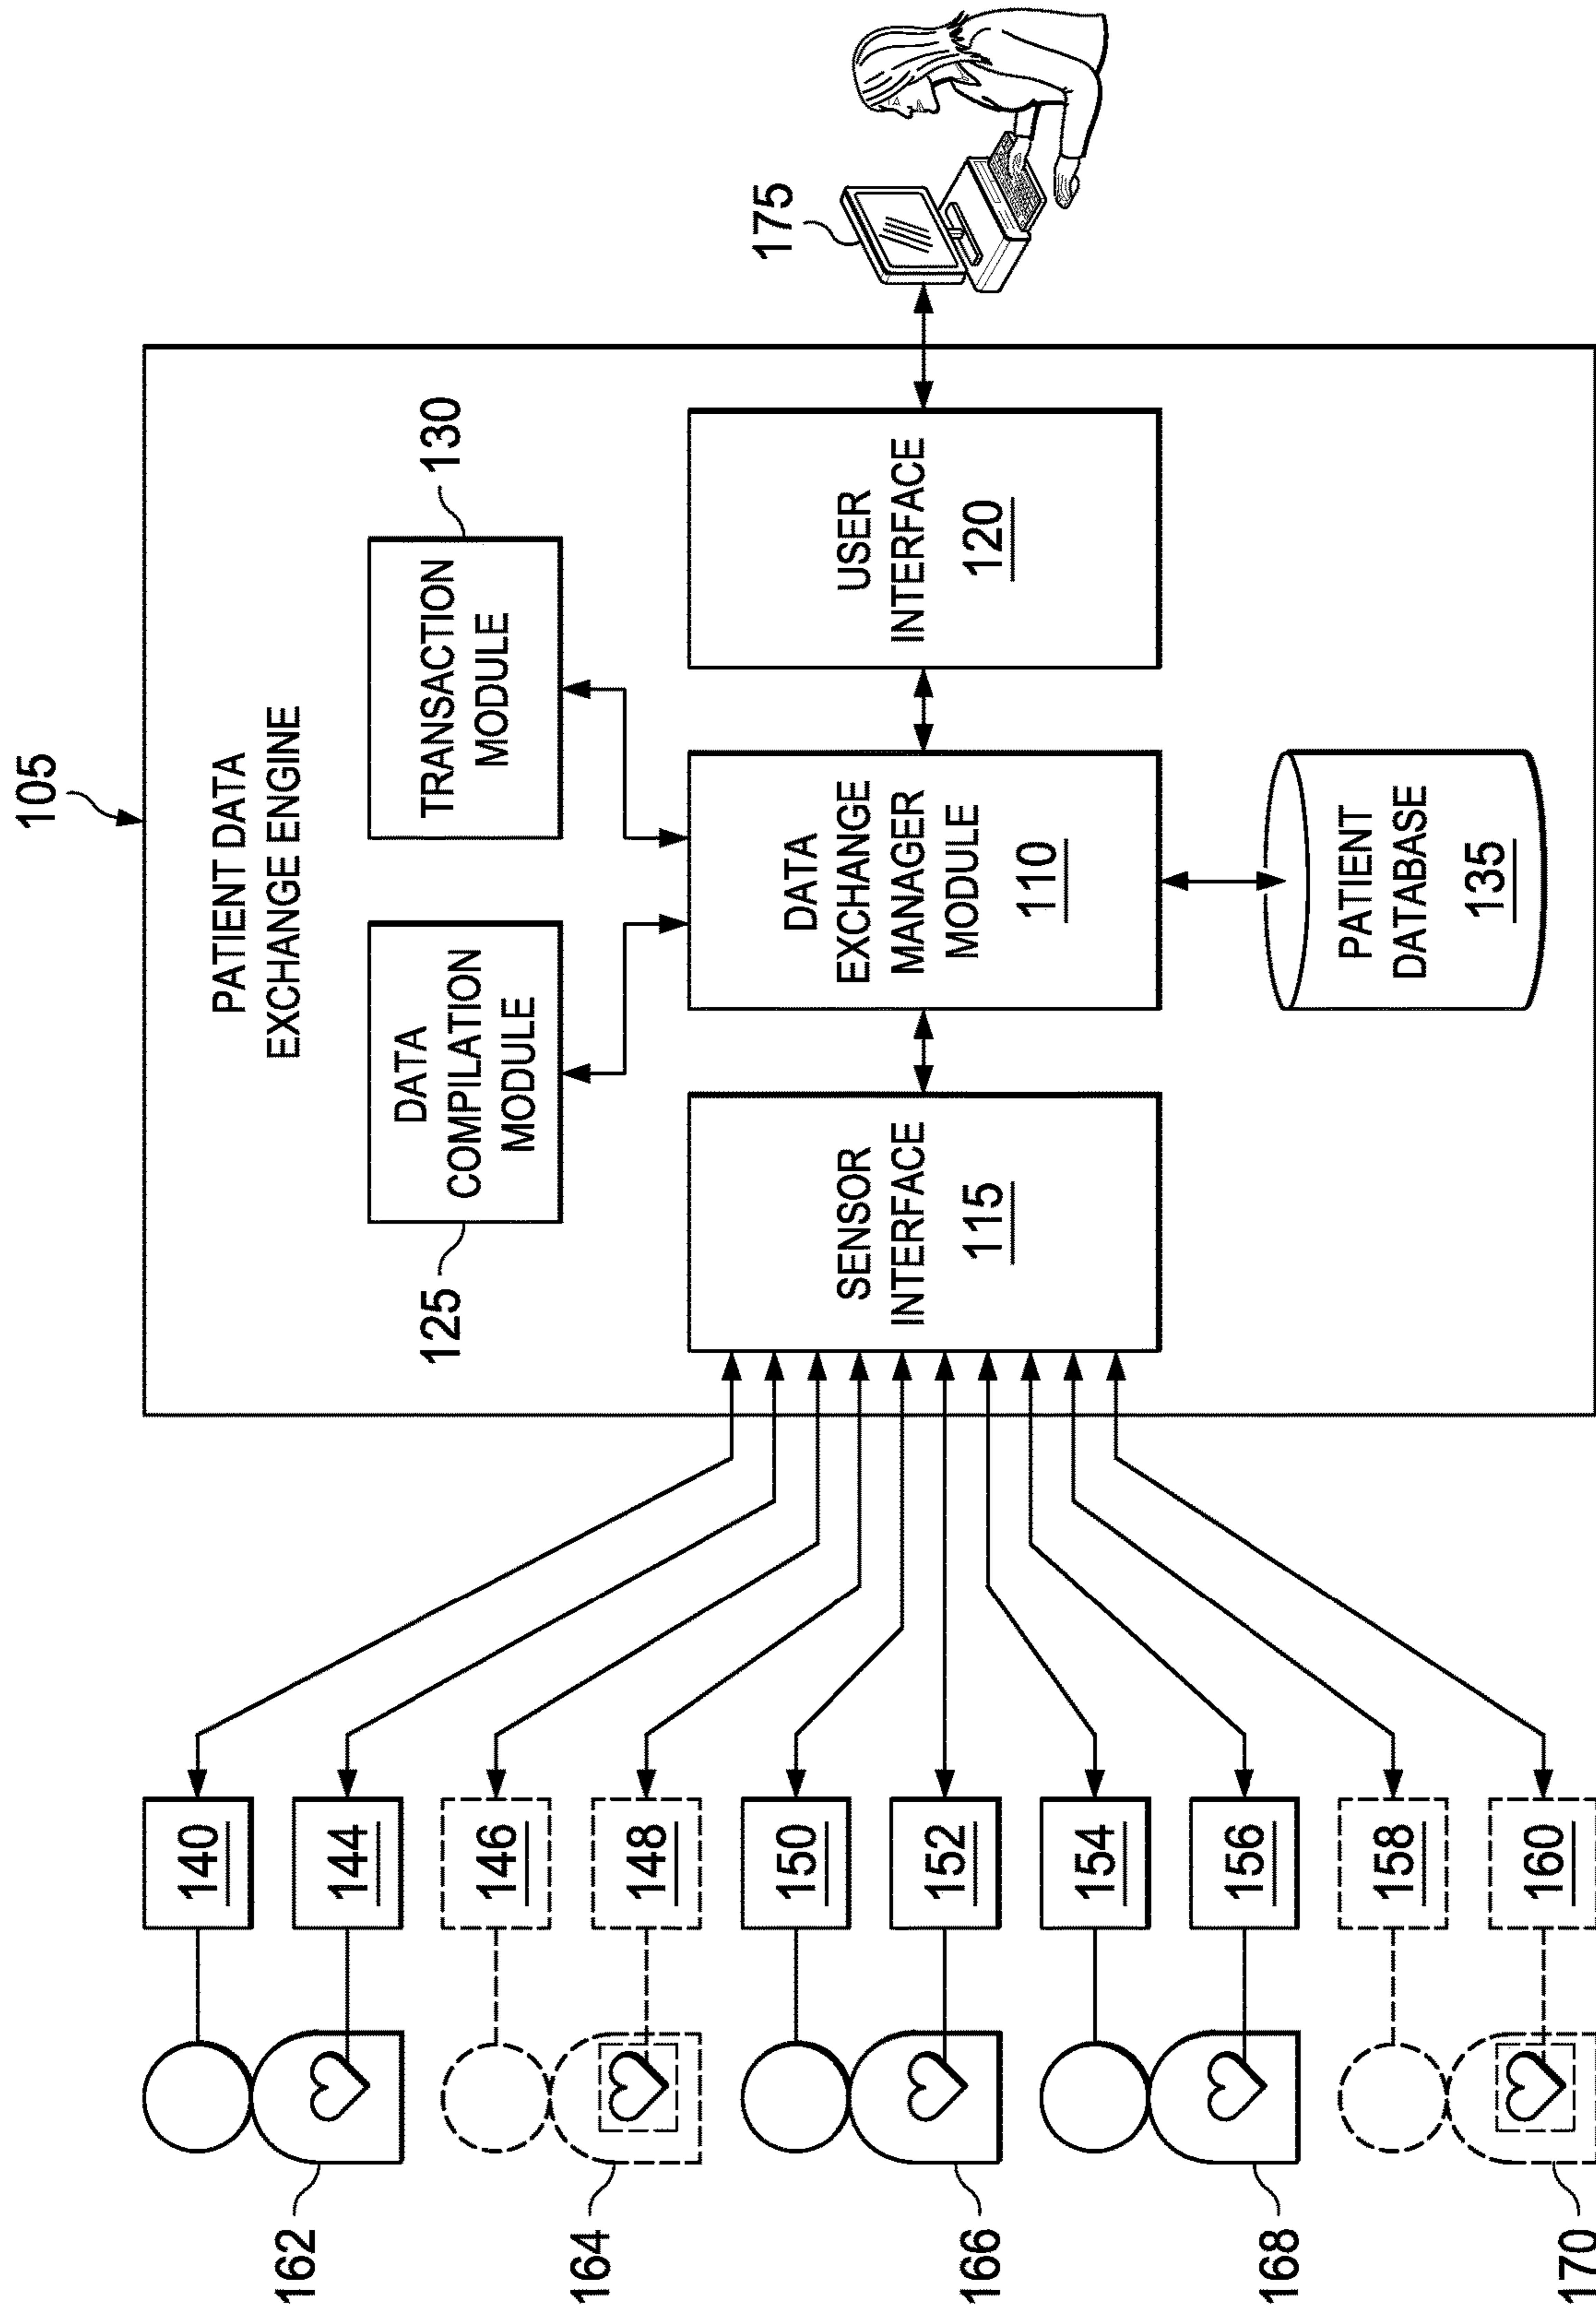 105
PATIENT DATA
EXCHANGE ENGINE
125
DATA
COMPILATION
MODULE
TRANSACTION
MODULE
130
SENSOR
INTERFACE
115
DATA
EXCHANGE
MANAGER
MODULE
110
USER
INTERFACE
120
175
PATIENT
DATABASE
135
162
140
144
164
146
148
166
150
152
168
154
156
170
158
160